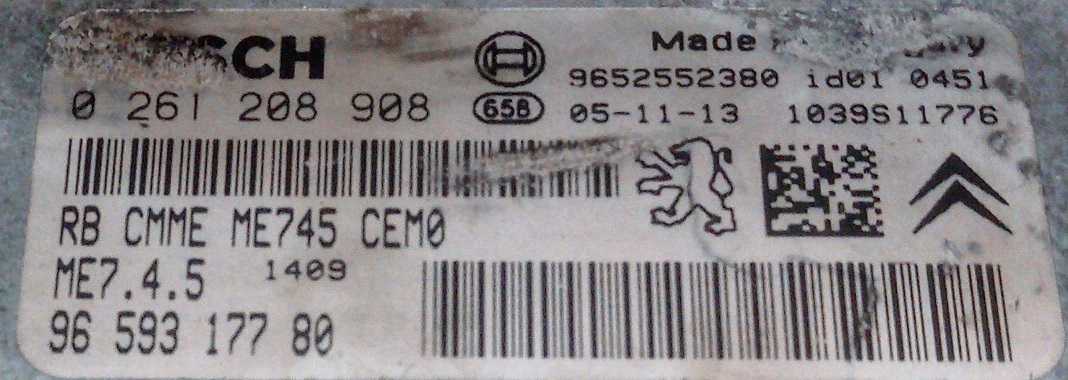 SCH
Made
0 261 208 908
65B
9652552380 id01 0451
05-11-13 1039S11776
RB CMME ME745 CEM0
ME7.4.5 1409
96 593 177 80